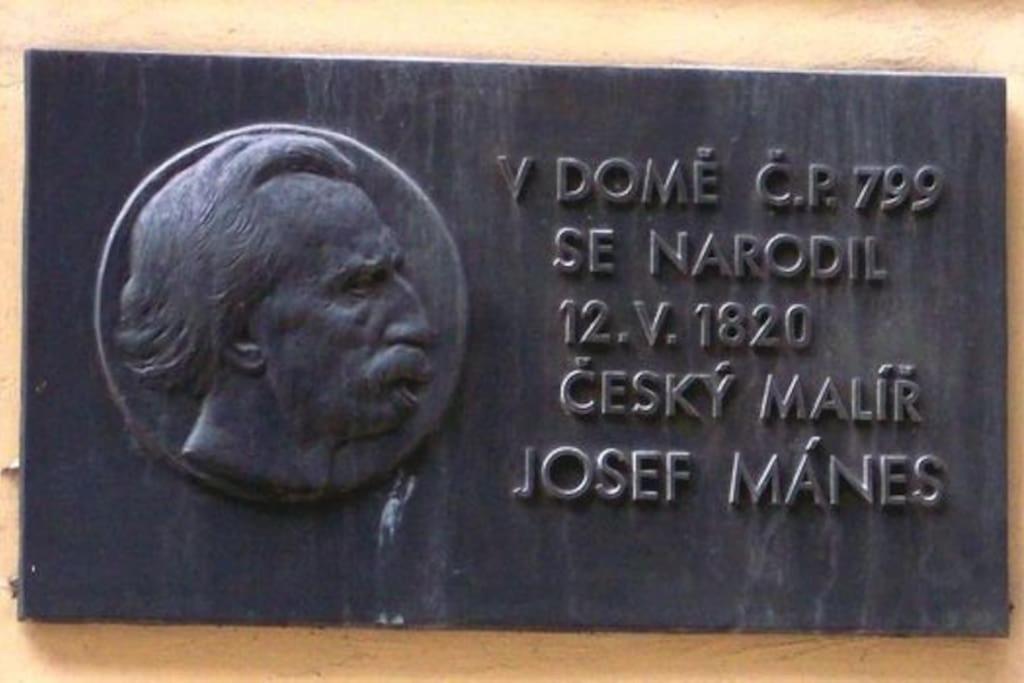 V DOMĚ Č.P. 799
SE NARODIL
12. V. 1820
ČESKÝ MALÍŘ
JOSEF MÁNES